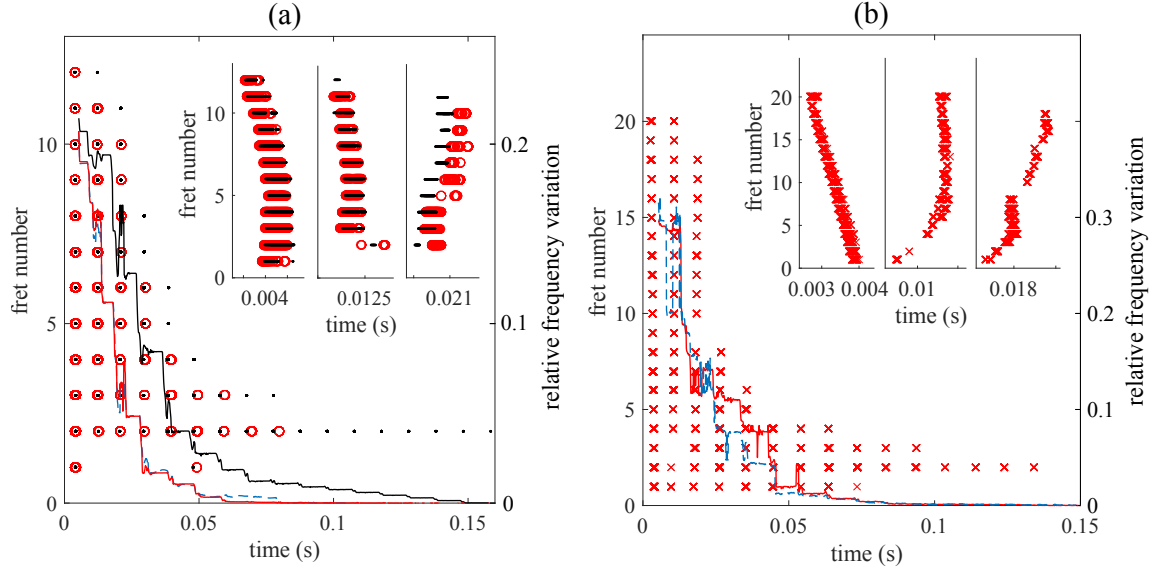 (a)
(b)
fret number
10
5
0
0 0.05 0.1 0.15
time (s)
0.2
0.1
0
relative frequency variation
fret number
10
5
0
0.004 0.0125 0.021
time (s)
fret number
20
15
10
5
0
0 0.05 0.1 0.15
time (s)
0.3
0.2
0.1
0
relative frequency variation
fret number
20
15
10
5
0
0.003 0.004 0.01 0.018
time (s)